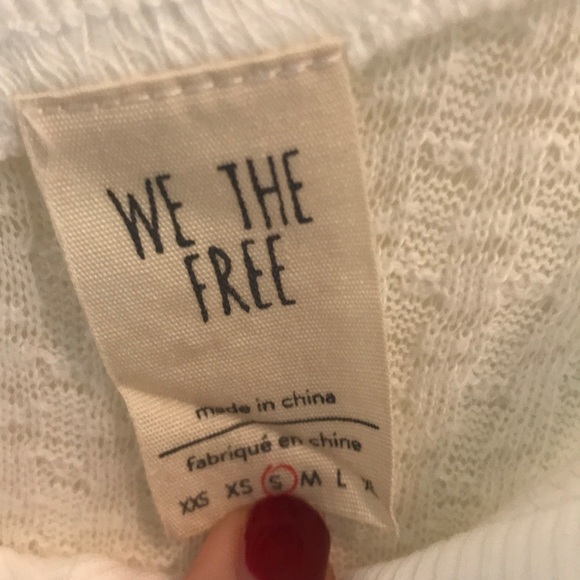 WE THE
FREE
made in china
fabriqué en chine
XXS XS S M L